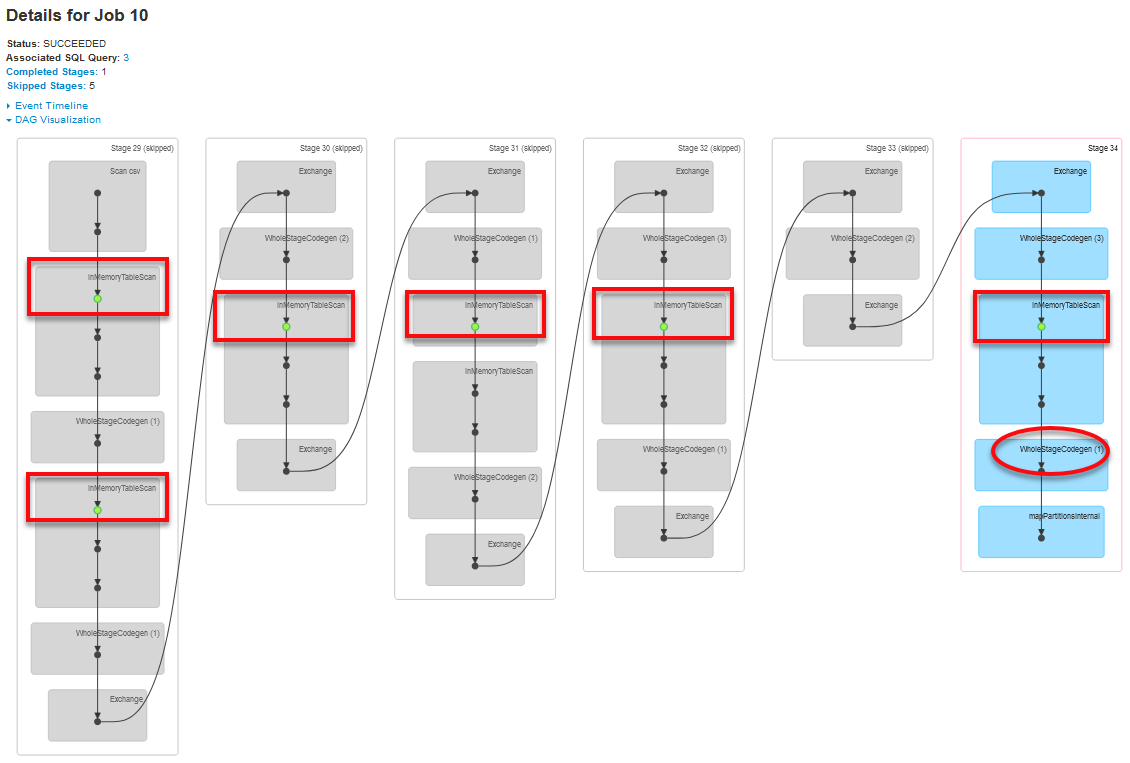 Details for Job 10
Status: SUCCEEDED
Associated SQL Query: 3
Completed Stages: 1
Skipped Stages: 5
Event Timeline
DAG Visualization
Stage 29 (skipped)
Scan csv
InMemoryTableScan
WholeStageCodegen (1)
InMemoryTableScan
WholeStageCodegen (1)
Exchange
Stage 30 (skipped)
Exchange
WholeStageCodegen (2)
InMemoryTableScan
Exchange
Stage 31 (skipped)
Exchange
WholeStageCodegen (1)
InMemoryTableScan
InMemoryTableScan
WholeStageCodegen (2)
Exchange
Stage 32 (skipped)
Exchange
WholeStageCodegen (3)
InMemoryTableScan
WholeStageCodegen (1)
Exchange
Stage 33 (skipped)
Exchange
WholeStageCodegen (2)
Exchange
Stage 34
Exchange
WholeStageCodegen (3)
InMemoryTableScan
WholeStageCodegen (1)
mapPartitionsInternal